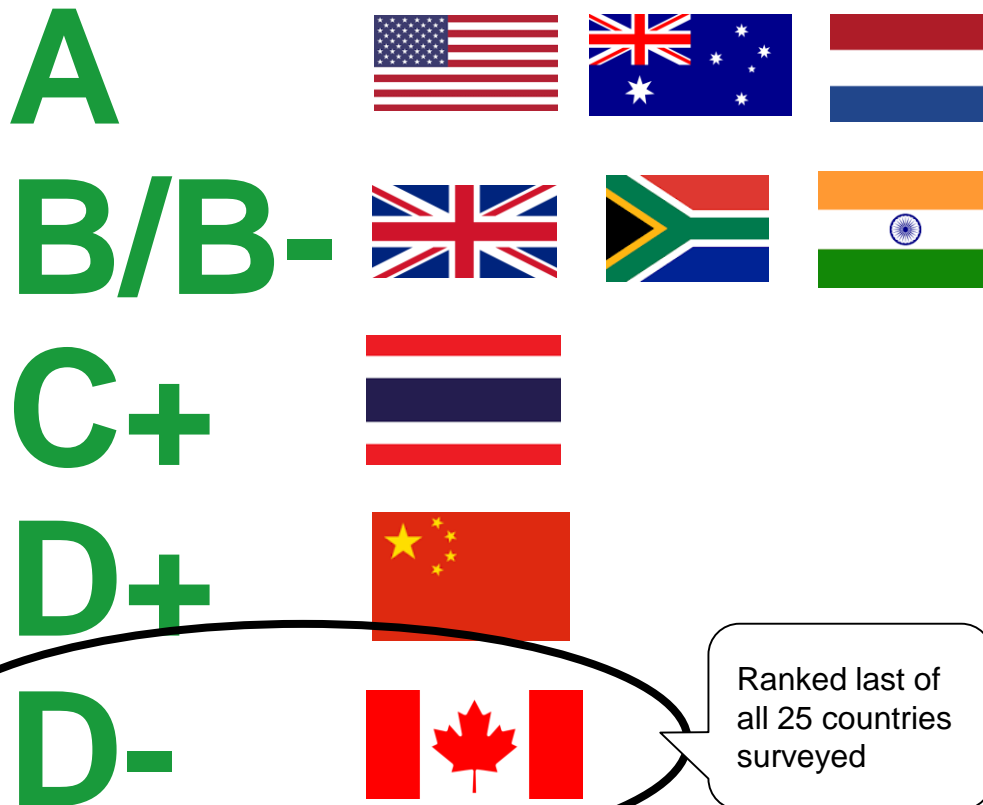 A
B/B-
C+
D+
D-
Ranked last of
all 25 countries
surveyed